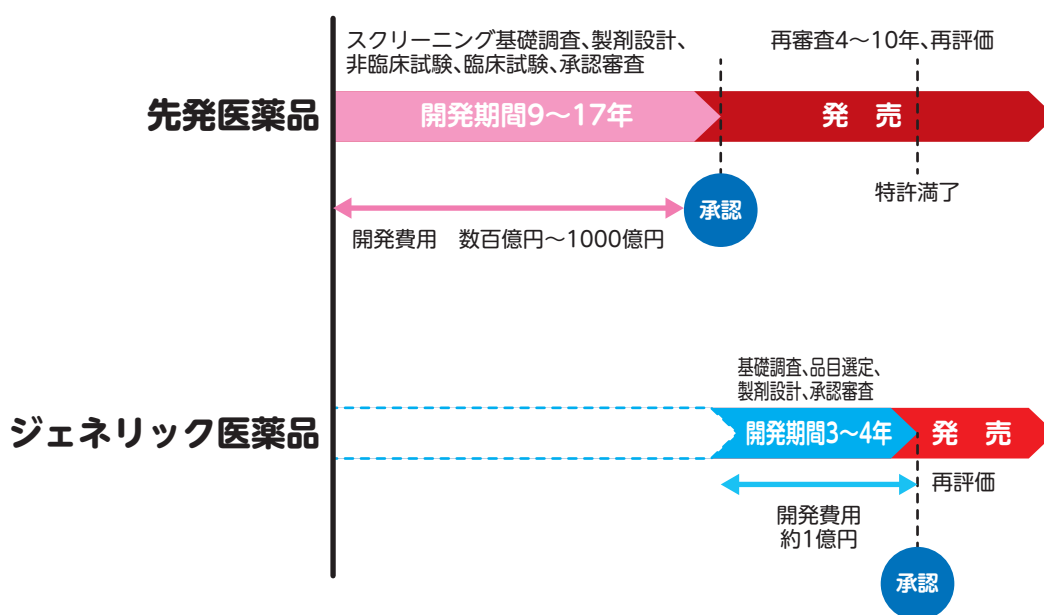 スクリーニング基礎調査、製剤設計、
非臨床試験、臨床試験、承認審査
再審査4～10年、再評価
先発医薬品
開発期間9～17年
発　売
承認
特許満了
開発費用　数百億円～1000億円
基礎調査、品目選定、
製剤設計、承認審査
ジェネリック医薬品
開発期間3～4年
発　売
再評価
開発費用
約1億円
承認